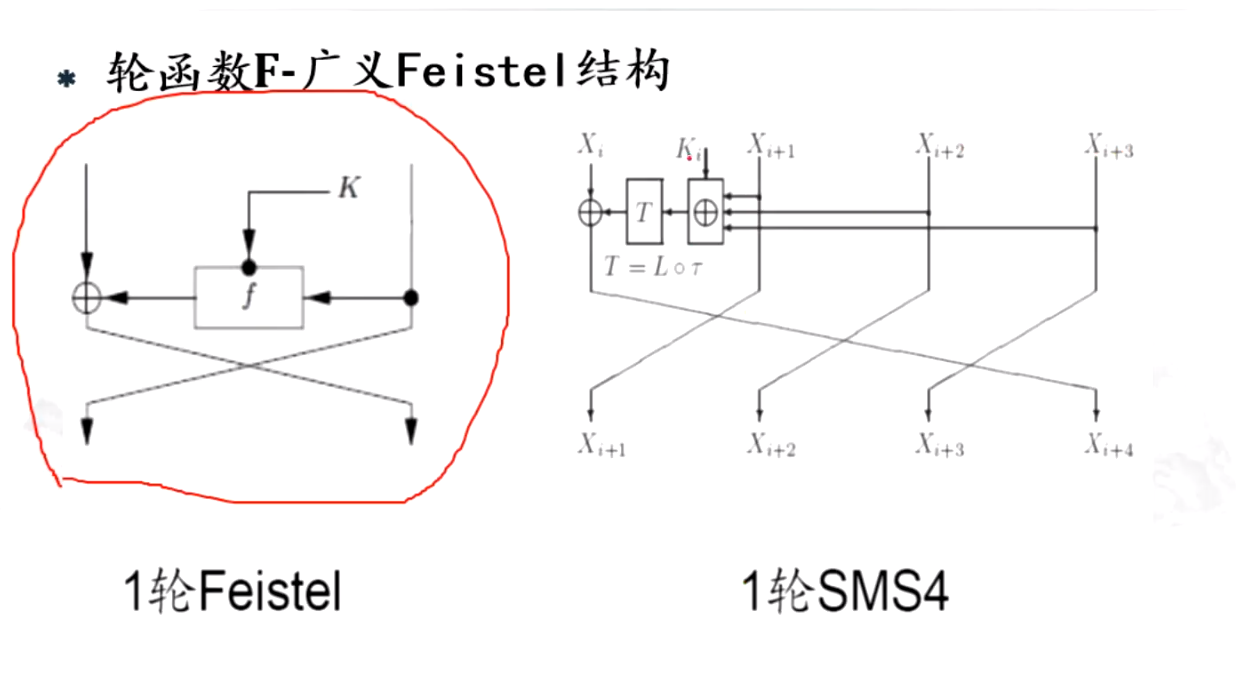 * 轮函数F-广义Feistel结构
K
f
X_i K_i X_{i+1} X_{i+2} X_{i+3}
T
T = L∘τ
X_{i+1} X_{i+2} X_{i+3} X_{i+4}
1轮Feistel
1轮SMS4